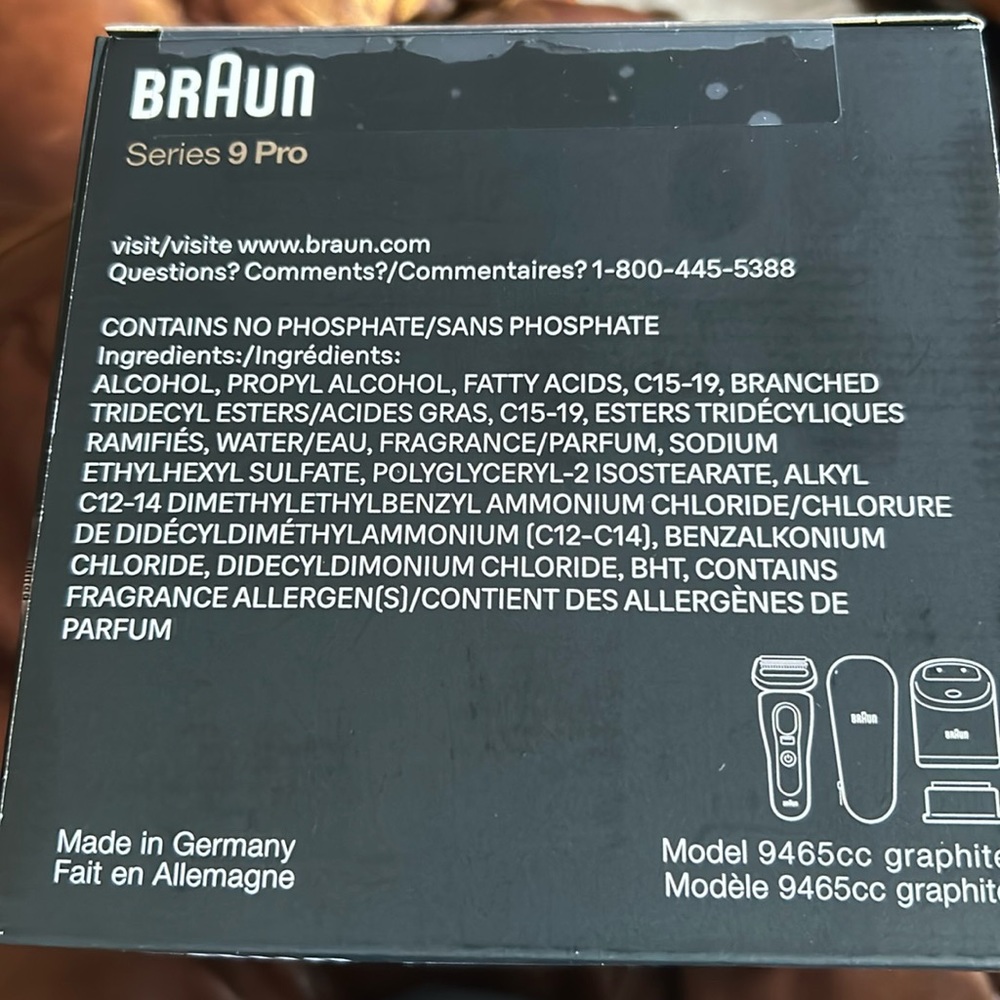 BRAUN
Series 9 Pro
visit/visite www.braun.com
Questions? Comments?/Commentaires? 1-800-445-5388
CONTAINS NO PHOSPHATE/SANS PHOSPHATE
Ingredients:/Ingrédients:
ALCOHOL, PROPYL ALCOHOL, FATTY ACIDS, C15-19, BRANCHED
TRIDECYL ESTERS/ACIDES GRAS, C15-19, ESTERS TRIDÉCYLIQUES
RAMIFIÉS, WATER/EAU, FRAGRANCE/PARFUM, SODIUM
ETHYLHEXYL SULFATE, POLYGLYCERYL-2 ISOSTEARATE, ALKYL
C12-14 DIMETHYLETHYLBENZYL AMMONIUM CHLORIDE/CHLORURE
DE DIDÉCYLDIMÉTHYLAMMONIUM (C12-C14), BENZALKONIUM
CHLORIDE, DIDECYLDIMONIUM CHLORIDE, BHT, CONTAINS
FRAGRANCE ALLERGEN(S)/CONTIENT DES ALLERGÈNES DE
PARFUM
BRAUN
BRAUN
BRAUN
Made in Germany
Fait en Allemagne
Model 9465cc graphite
Modèle 9465cc graphite